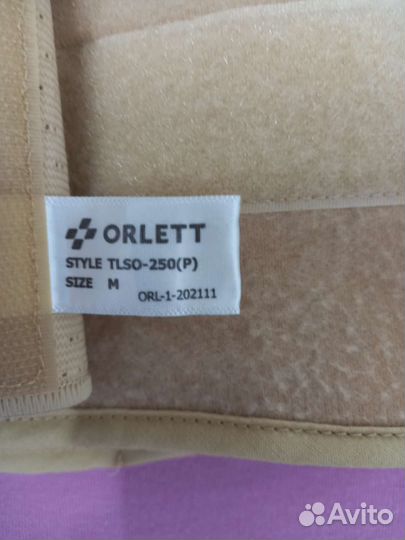 ORLETT
STYLE TLSO-250(P)
SIZE M
ORL-1-202111
Avito